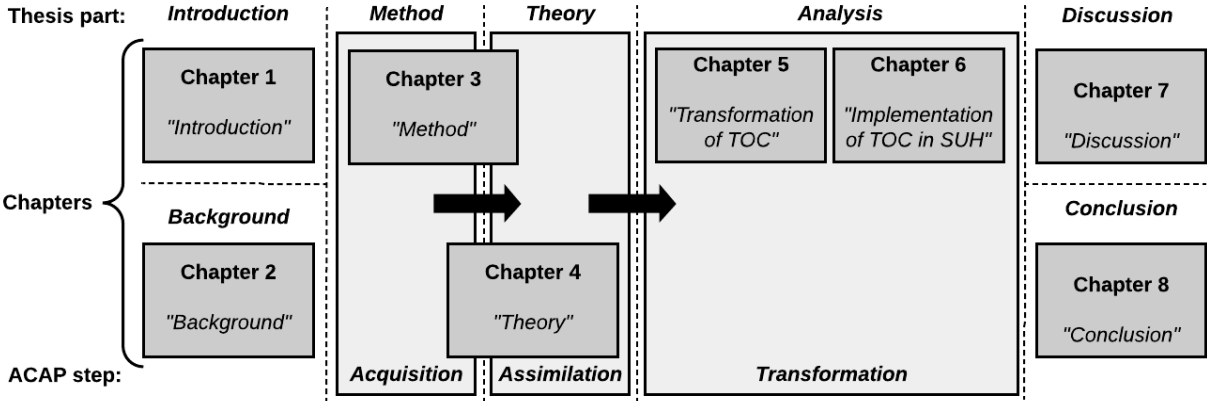 Thesis part:
Introduction
Method
Theory
Analysis
Discussion
Chapters
Chapter 1
"Introduction"
Chapter 3
"Method"
Chapter 5
"Transformation
of TOC"
Chapter 6
"Implementation
of TOC in SUH"
Chapter 7
"Discussion"
Background
Chapter 2
"Background"
Chapter 4
"Theory"
Conclusion
Chapter 8
"Conclusion"
ACAP step:
Acquisition
Assimilation
Transformation